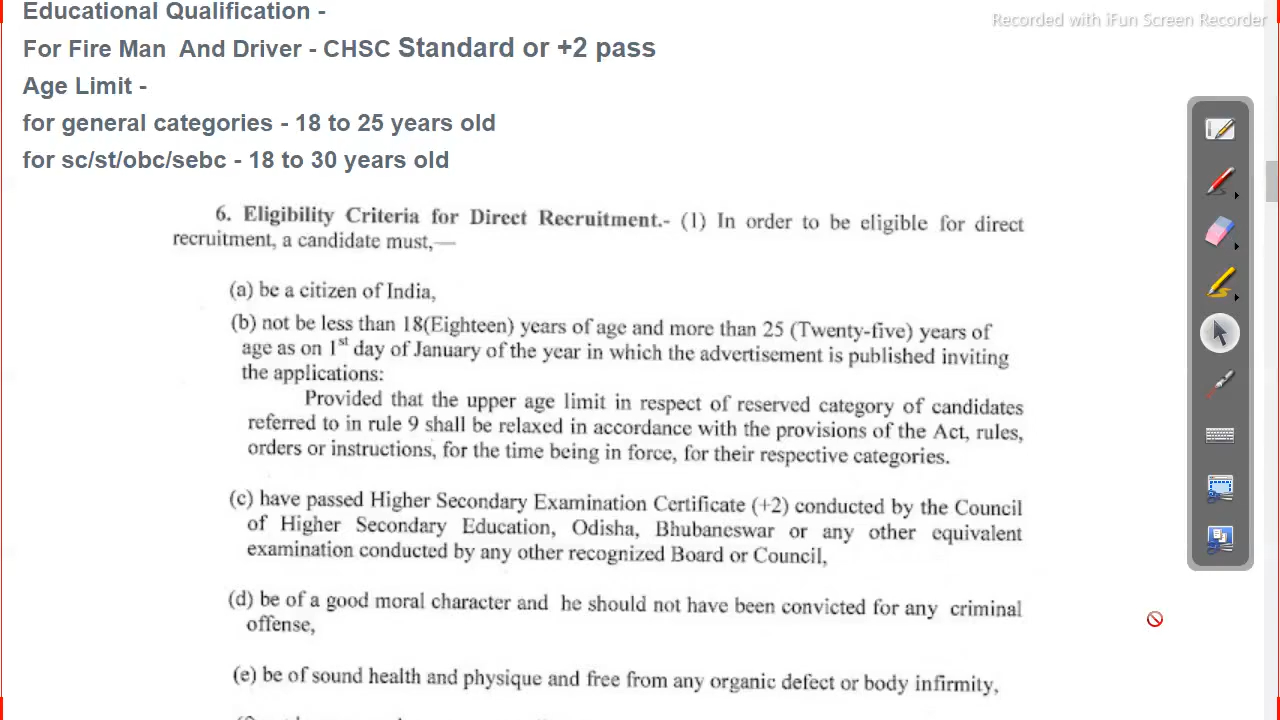 Educational Qualification -
Recorded with iFun Screen Recorder
For Fire Man And Driver - CHSC Standard or +2 pass
Age Limit -
for general categories - 18 to 25 years old
for sc/st/obc/sebc - 18 to 30 years old
6. Eligibility Criteria for Direct Recruitment.- (1) In order to be eligible for direct
recruitment, a candidate must,—
(a) be a citizen of India,
(b) not be less than 18(Eighteen) years of age and more than 25 (Twenty-five) years of
age as on 1st day of January of the year in which the advertisement is published inviting
the applications:
Provided that the upper age limit in respect of reserved category of candidates
referred to in rule 9 shall be relaxed in accordance with the provisions of the Act, rules,
orders or instructions, for the time being in force, for their respective categories.
(c) have passed Higher Secondary Examination Certificate (+2) conducted by the Council
of Higher Secondary Education, Odisha, Bhubaneswar or any other equivalent
examination conducted by any other recognized Board or Council,
(d) be of a good moral character and he should not have been convicted for any criminal
offense,
(e) be of sound health and physique and free from any organic defect or body infirmity,